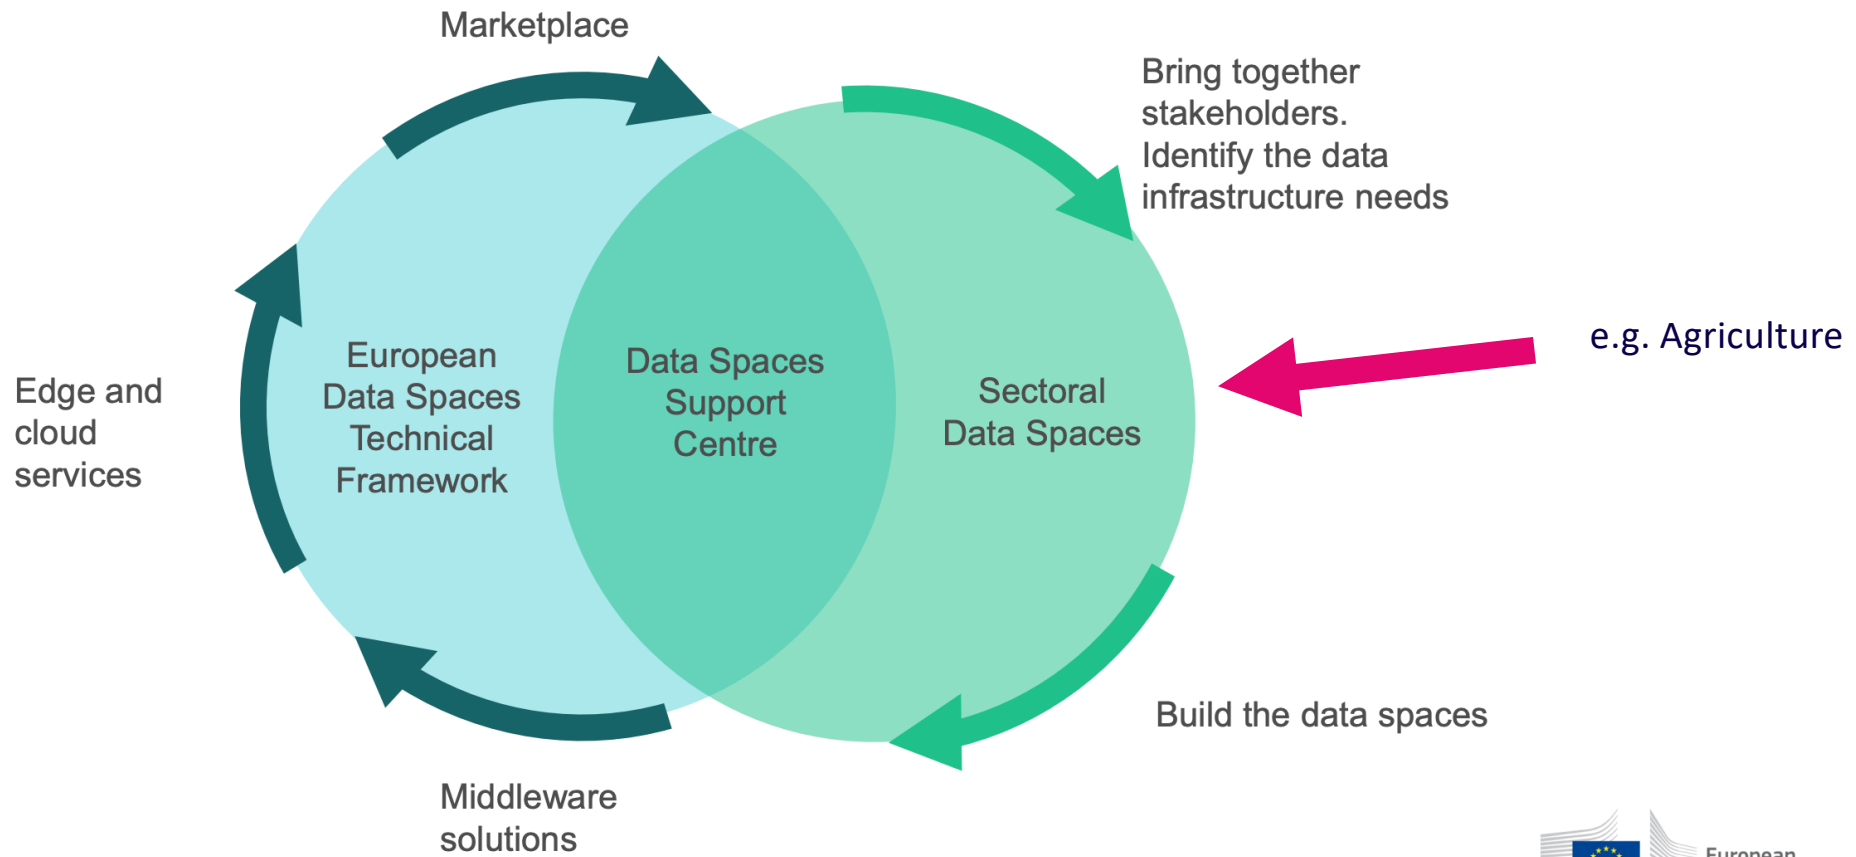 Marketplace
Bring together
stakeholders.
Identify the data
infrastructure needs
e.g. Agriculture
European
Data Spaces
Technical
Framework
Data Spaces
Support
Centre
Sectoral
Data Spaces
Edge and
cloud
services
Build the data spaces
Middleware
solutions
European